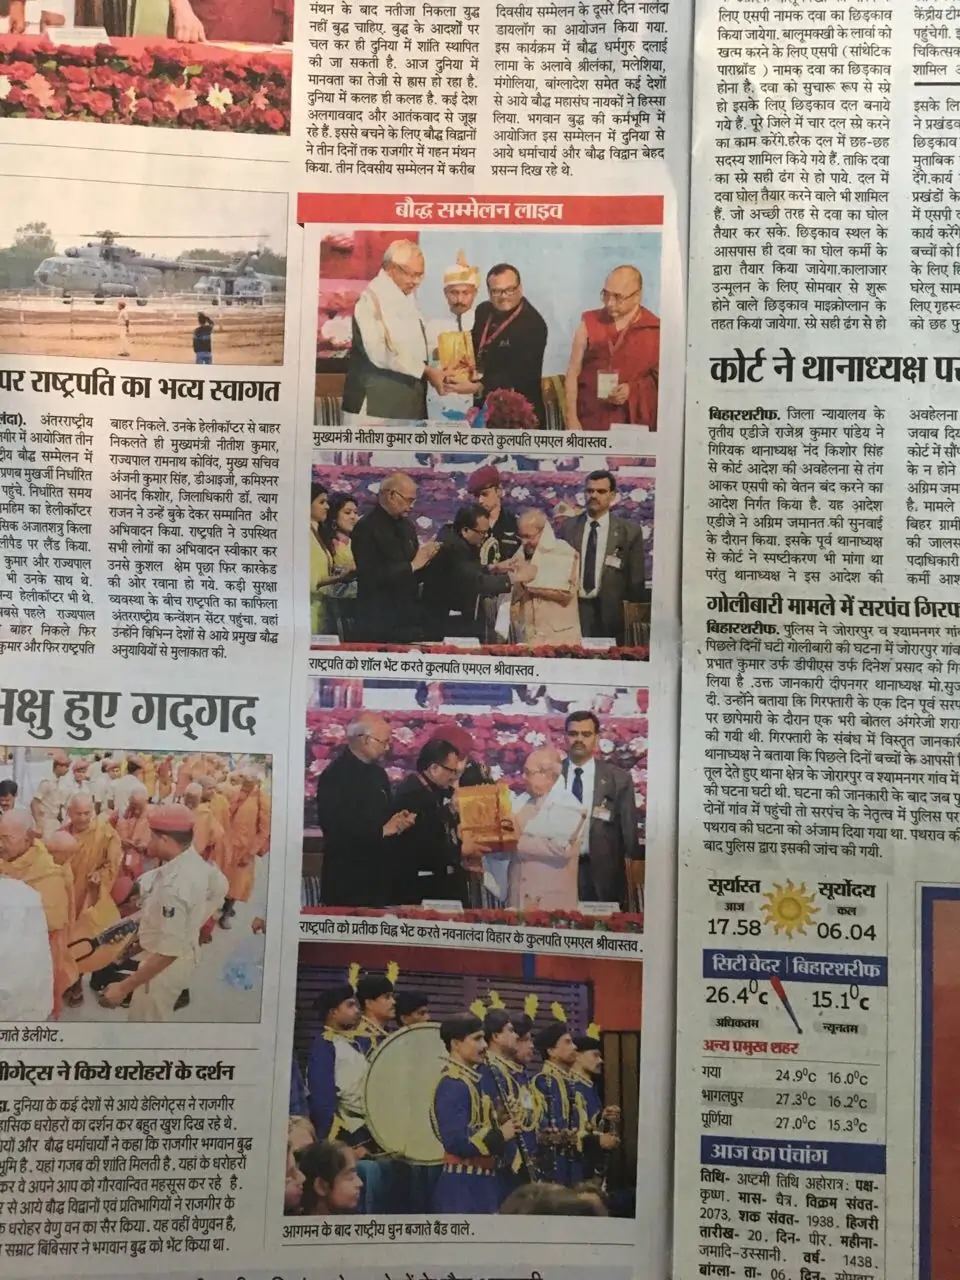 मंथन के बाद नतीजा निकला युद्ध
नहीं बुद्ध चाहिए. बुद्ध के आदर्शों पर
चल कर ही दुनिया में शांति स्थापित
की जा सकती है. आज दुनिया में
मानवता का तेजी से ह्रास हो रहा है.
दुनिया में कलह ही कलह है. कई देश
अलगाववाद और आतंकवाद से जूझ
रहे हैं. इससे बचने के लिए बौद्ध विद्वानों
ने तीन दिनों तक राजगीर में गहन मंथन
किया. तीन दिवसीय सम्मेलन में करीब
दिवसीय सम्मेलन के दूसरे दिन नालंदा
डायलॉग का आयोजन किया गया.
इस कार्यक्रम में बौद्ध धर्मगुरु दलाई
लामा के अलावे श्रीलंका, मलेशिया,
मंगोलिया, बांग्लादेश समेत कई देशों
से आये बौद्ध महासंघ नायकों ने हिस्सा
लिया. भगवान बुद्ध की कर्मभूमि में
आयोजित इस सम्मेलन में दुनिया से
आये धर्माचार्य और बौद्ध विद्वान बेहद
प्रसन्न दिख रहे थे.
बौद्ध सम्मेलन लाइव
मुख्यमंत्री नीतीश कुमार को शॉल भेंट करते कुलपति एमएल श्रीवास्तव.
राष्ट्रपति को शॉल भेंट करते कुलपति एमएल श्रीवास्तव.
राष्ट्रपति को प्रतीक चिह्न भेंट करते नवनालंदा विहार के कुलपति एमएल श्रीवास्तव.
आगमन के बाद राष्ट्रीय धुन बजाते बैंड वाले.
पर राष्ट्रपति का भव्य स्वागत
लंदा). अंतरराष्ट्रीय
गीर में आयोजित तीन
ट्रीय बौद्ध सम्मेलन में
प्रणब मुखर्जी निर्धारित
पहुंचे. निर्धारित समय
महामहिम का हेलीकॉप्टर
सिक अजातशत्रु किला
लीपैड पर लैंड किया.
कुमार और राज्यपाल
भी उनके साथ थे.
न्य हेलीकॉप्टर भी थे.
सबसे पहले राज्यपाल
बाहर निकले फिर
कुमार और फिर राष्ट्रपति
बाहर निकले. उनके हेलीकॉप्टर से बाहर
निकलते ही मुख्यमंत्री नीतीश कुमार,
राज्यपाल रामनाथ कोविंद, मुख्य सचिव
अंजनी कुमार सिंह, डीआइजी, कमिश्नर
आनंद किशोर, जिलाधिकारी डॉ. त्याग
राजन ने उन्हें बुके देकर सम्मानित और
अभिवादन किया. राष्ट्रपति ने उपस्थित
सभी लोगों का अभिवादन स्वीकार कर
उनसे कुशल क्षेम पूछा फिर कारकेड
की ओर रवाना हो गये. कड़ी सुरक्षा
व्यवस्था के बीच राष्ट्रपति का काफिला
अंतरराष्ट्रीय कन्वेंशन सेंटर पहुंचा. वहां
उन्होंने विभिन्न देशों से आये प्रमुख बौद्ध
अनुयायियों से मुलाकात की.
भिक्षु हुए गद्गद
जाते डेलीगेट.
लीगेट्स ने किये धरोहरों के दर्शन
दुनिया के कई देशों से आये डेलिगेट्स ने राजगीर
हासिक धरोहरों का दर्शन कर बहुत खुश दिख रहे थे.
और बौद्ध धर्माचार्यों ने कहा कि राजगीर भगवान बुद्ध
भूमि है. यहां गजब की शांति मिलती है. यहां के धरोहरों
कर वे अपने आप को गौरवान्वित महसूस कर रहे है.
र से आये बौद्ध विद्वानों एवं प्रतिभागियों ने राजगीर के
धरोहर वेणु वन का सैर किया. यह वहीं वेणुवन है,
सम्राट बिंबिसार ने भगवान बुद्ध को भेंट किया था.
लिए एसपी नामक दवा का छिड़काव
किया जायेगा. बालूमक्खी के लार्वा को
खत्म करने के लिए एसपी (सांथेटिक
पाराथ्रॉड ) नामक दवा का छिड़काव
होना है. दवा को सुचारू रूप से स्प्रे
हो इसके लिए छिड़काव दल बनाये
गये हैं. पूरे जिले में चार दल स्प्रे करने
का काम करेंगे.हरेक दल में छह-छह
सदस्य शामिल किये गये हैं. ताकि दवा
का स्प्रे सही ढंग से हो पाये. दल में
दवा घोल तैयार करने वाले भी शामिल
हैं, जो अच्छी तरह से दवा का घोल
तैयार कर सके. छिड़काव स्थल के
आसपास ही दवा का घोल कर्मी के
द्वारा तैयार किया जायेगा.कालाजार
उन्मूलन के लिए सोमवार से शुरू
होने वाले छिड़काव माइक्रोप्लान के
तहत किया जायेगा. स्प्रे सही ढंग से हो
केंद्रीय टीम
पहुंचेगी.
चिकित्सक
शामिल
इसके लि
ने प्रखंडव
छिड़काव
मुताबिक
देंगे.कार्य
प्रखंडों के
में एसपी
कार्य करेंगे
बच्चों को
के लिए
घरेलू साम
लिए गृहस्व
को छह फु
कोर्ट ने थानाध्यक्ष पर
बिहारशरीफ. जिला न्यायालय के
तृतीय एडीजे राजेश्र कुमार पांडेय ने
गिरियक थानाध्यक्ष नंद किशोर सिंह
से कोर्ट आदेश की अवहेलना से तंग
आकर एसपी को वेतन बंद करने का
आदेश निर्गत किया है. यह आदेश
एडीजे ने अग्रिम जमानत की सुनवाई
के दौरान किया. इसके पूर्व थानाध्यक्ष
से कोर्ट ने स्पष्टीकरण भी मांगा था
परंतु थानाध्यक्ष ने इस आदेश की
अवहेलना
जवाब दिय
कोर्ट में सौंप
के न होने
अग्रिम जमा
है. मामले
बिहार ग्रामी
की जालस
पदाधिकारी
कर्मी आश
गोलीबारी मामले में सरपंच गिरफ
बिहारशरीफ. पुलिस ने जोरारपुर व श्यामनगर गांव
पिछले दिनों घटी गोलीबारी की घटना में जोरारपुर गांव
प्रभात कुमार उर्फ डीपीएस उर्फ दिनेश प्रसाद को गि
लिया है .उक्त जानकारी दीपनगर थानाध्यक्ष मो.सुज
दी. उन्होंने बताया कि गिरफ्तारी के एक दिन पूर्व सरप
पर छापेमारी के दौरान एक भरी बोतल अंगरेजी शरा
की गयी थी. गिरफ्तारी के संबंध में विस्तृत जानकारी
थानाध्यक्ष ने बताया कि पिछले दिनों बच्चों के आपसी
तूल देते हुए थाना क्षेत्र के जोरारपुर व श्यामनगर गांव में
की घटना घटी थी. घटना की जानकारी के बाद जब पु
दोनों गांव में पहुंची तो सरपंच के नेतृत्व में पुलिस पर
पथराव की घटना को अंजाम दिया गया था. पथराव की
बाद पुलिस द्वारा इसकी जांच की गयी.
सूर्यास्त सूर्योदय
आज कल
17.58 06.04
सिटी वेदर | बिहारशरीफ
26.4⁰c 15.1⁰c
अधिकतम न्यूनतम
अन्य प्रमुख शहर
गया 24.9⁰C 16.0⁰C
भागलपुर 27.3⁰C 16.2⁰C
पूर्णिया 27.0⁰C 15.3⁰C
आज का पंचांग
तिथि- अष्टमी तिथि अहोरात्र: पक्ष-
कृष्ण. मास- चैत्र. विक्रम संवत-
2073, शक संवत- 1938. हिजरी
तारीख- 20. दिन- पीर. महीना-
जमादि-उस्सानी. वर्ष- 1438.
बांग्ला- ता- 06. दिन- सोमवार